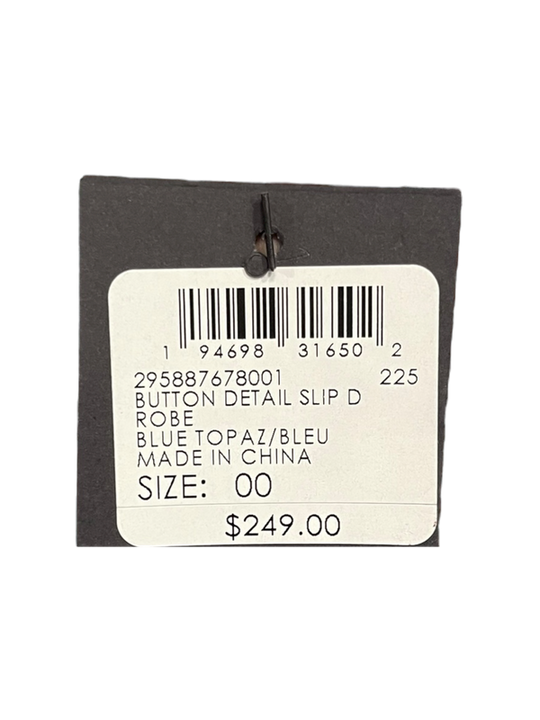 1 94698 31650 2
295887678001 225
BUTTON DETAIL SLIP D
ROBE
BLUE TOPAZ/BLEU
MADE IN CHINA
SIZE: 00
$249.00